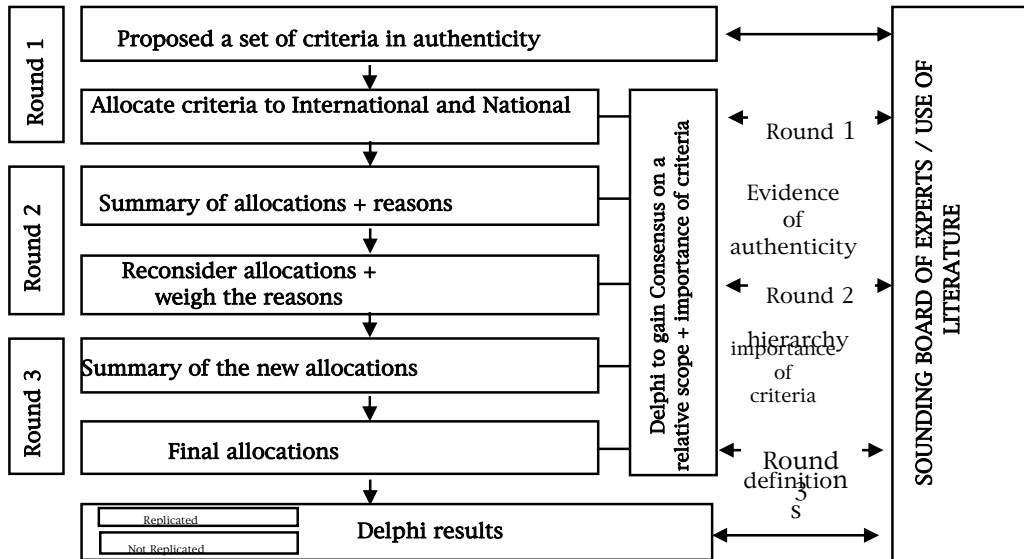 Round 1
Proposed a set of criteria in authenticity
Allocate criteria to International and National
Round 2
Summary of allocations + reasons
Reconsider allocations +
weigh the reasons
Round 3
Summary of the new allocations
Final allocations
Replicated
Not Replicated
Delphi results
Delphi to gain Consensus on a
relative scope + importance of criteria
Round 1
Evidence
of
authenticity
Round 2
hierarchy
importance
of
criteria
Round
3
definition
s
SOUNDING BOARD OF EXPERTS / USE OF
LITERATURE